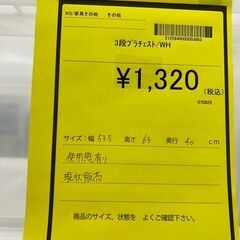 KG/家具その他 その他
3段プラチェスト/WH
¥1,320
(税込)
070823
サイズ:幅 53.5 高さ 63 奥行 40 cm
使用感有り
現状販売
商品のサイズ、状態を よくご確認下さい。